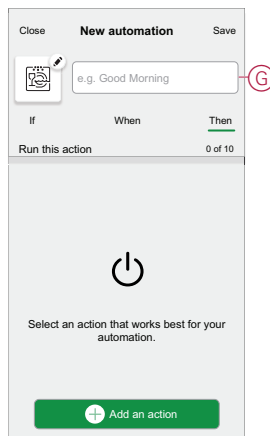 Close New automation Save
e.g. Good Morning
G
If When Then
Run this action 0 of 10
Select an action that works best for your
automation.
Add an action